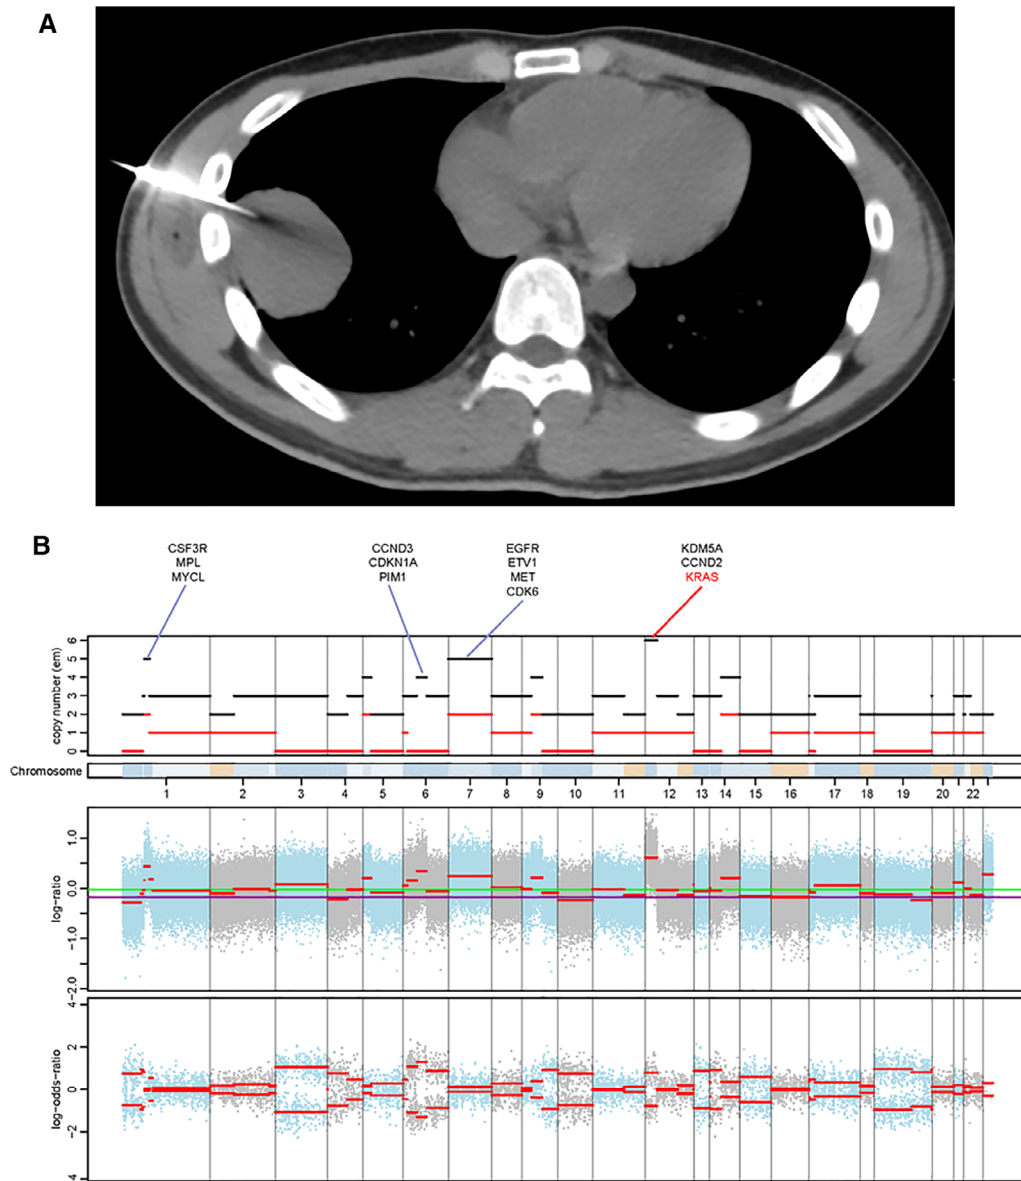 A
B
CSF3R
MPL
MYCL
CCND3
CDKN1A
PIM1
EGFR
ETV1
MET
CDK6
KDM5A
CCND2
KRAS
copy number (em)
6
5
4
3
2
1
0
Chromosome
1 2 3 4 5 6 7 8 9 10 11 12 13 14 15 16 17 18 19 20 22
log-ratio
1.0
0.0
-1.0
-2.0
log-odds-ratio
4
2
0
-2
-4